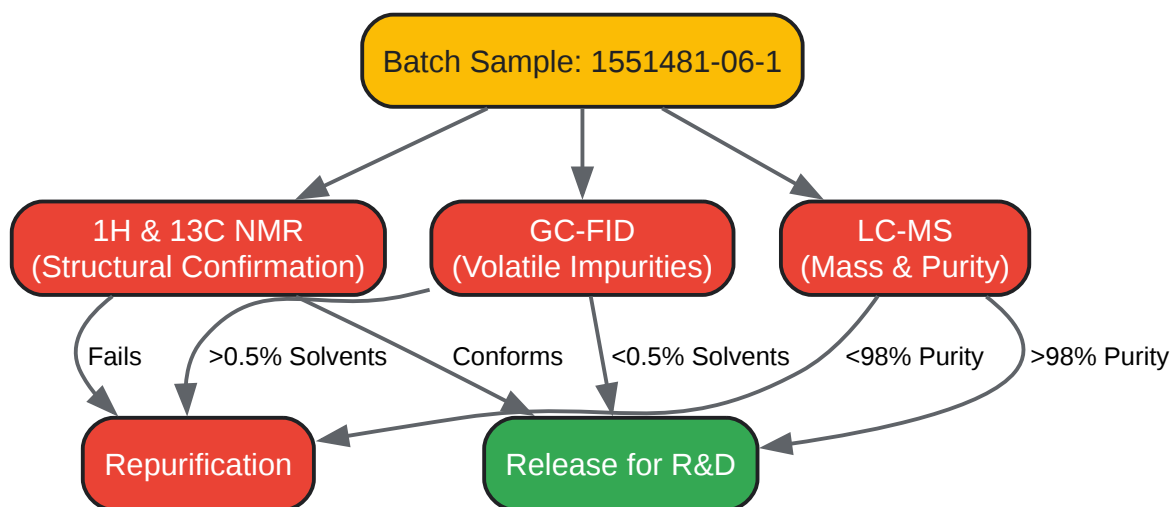 Batch Sample: 1551481-06-1
1H & 13C NMR
(Structural Confirmation)
GC-FID
(Volatile Impurities)
LC-MS
(Mass & Purity)
Fails
>0.5% Solvents
Conforms
<0.5% Solvents
<98% Purity
>98% Purity
Repurification
Release for R&D